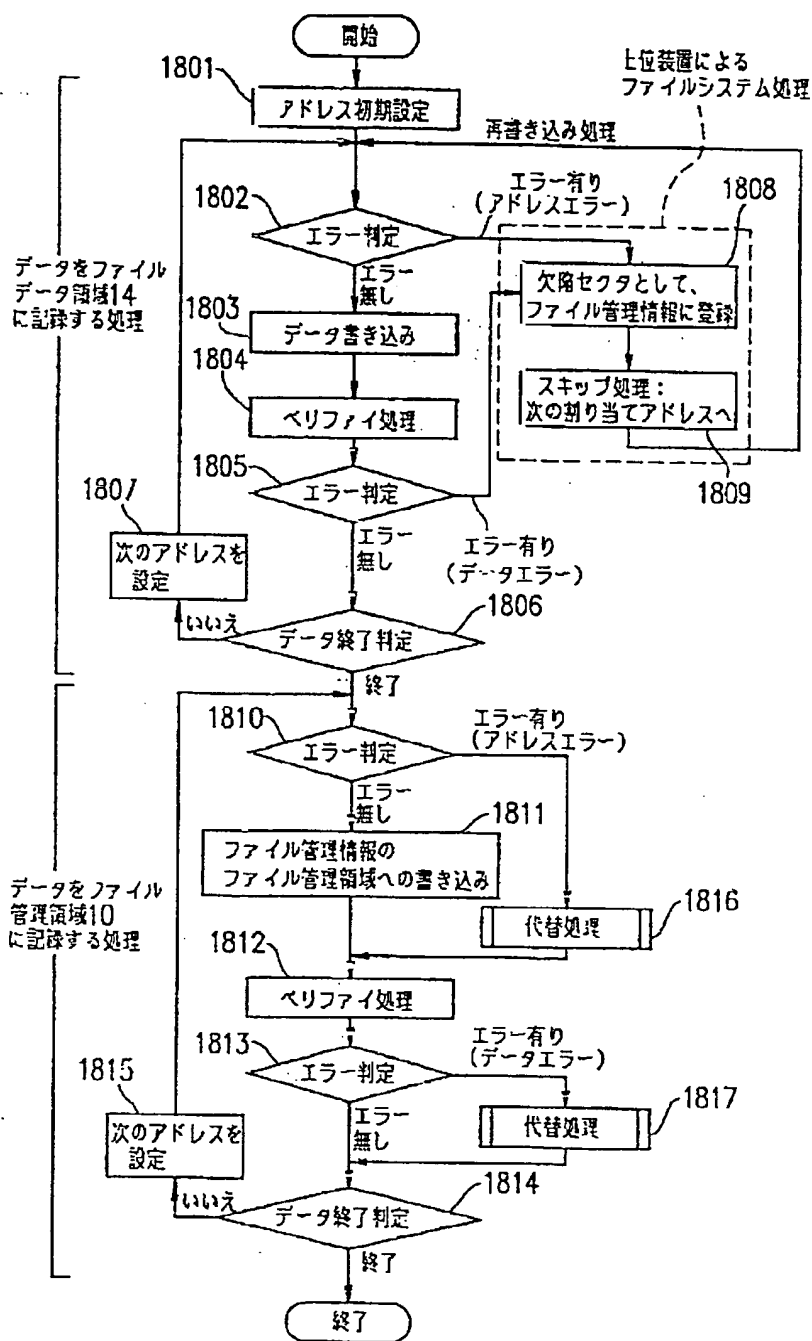 開始
1801
アドレス初期設定
上位装置による
ファイルシステム処理
再書き込み処理
1802
エラー判定
エラー有り
(アドレスエラー)
1808
欠陥セクタとして、
ファイル管理情報に登録
データをファイル
データ領域14
に記録する処理
エラー
無し
1803
データ書き込み
1804
ベリファイ処理
スキップ処理:
次の割り当てアドレスへ
1809
1805
エラー判定
1807
次のアドレスを
設定
エラー
無し
エラー有り
(データエラー)
1806
いいえ
データ終了判定
終了
1810
エラー判定
エラー有り
(アドレスエラー)
エラー
無し
1811
ファイル管理情報の
ファイル管理領域への書き込み
データをファイル
管理領域10
に記録する処理
代替処理
1816
1812
ベリファイ処理
1813
エラー判定
エラー有り
(データエラー)
1815
次のアドレスを
設定
エラー
無し
代替処理
1817
1814
いいえ
データ終了判定
終了
終了